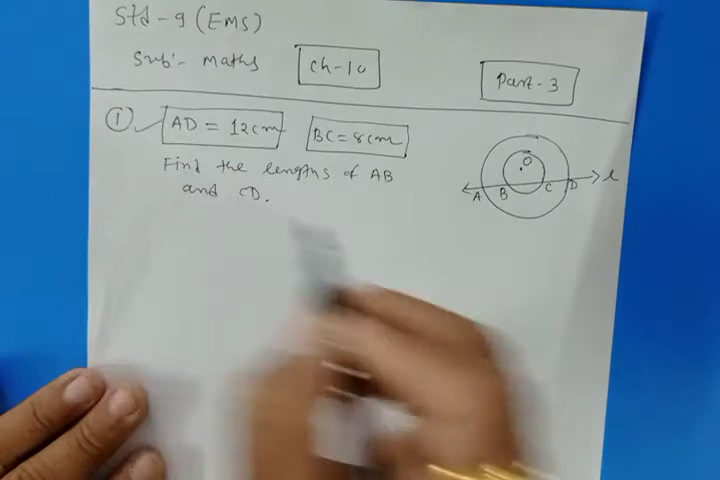 Std-9 (EMS)
Sub'- Maths
Ch-10
Part-3
① AD = 12cm
BC = 8cm
Find the lengths of AB
and CD.
O
A B C D l